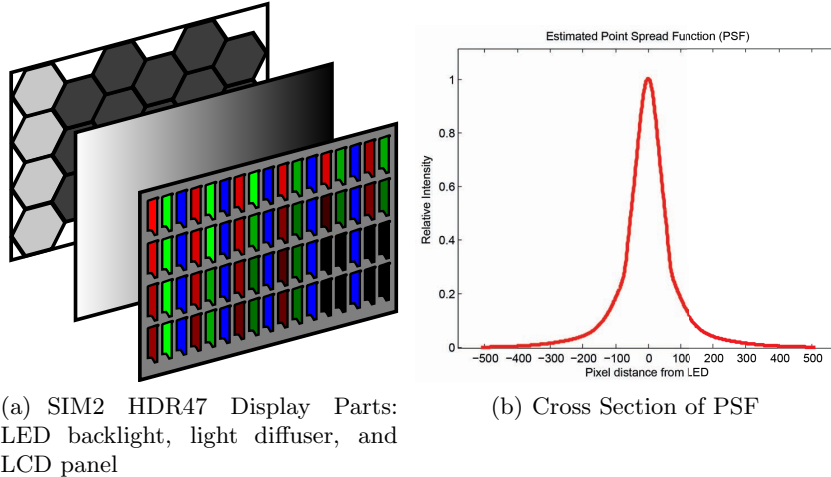 Estimated Point Spread Function (PSF)
1
0.8
0.6
0.4
0.2
0
Relative Intensity
−500 −400 −300 −200 −100 0 100 200 300 400 500
Pixel distance from LED
(a) SIM2 HDR47 Display Parts:
LED backlight, light diffuser, and
LCD panel
(b) Cross Section of PSF